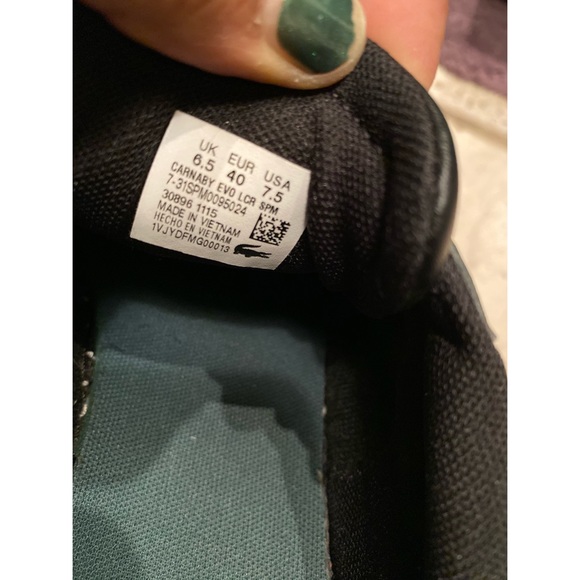 UK EUR USA
6.5 40 7.5
CARNABY EVO LCR SPM
7-31SPM0095024
30896 1115
MADE IN VIETNAM
HECHO EN VIETNAM
1VJYDFMG00013